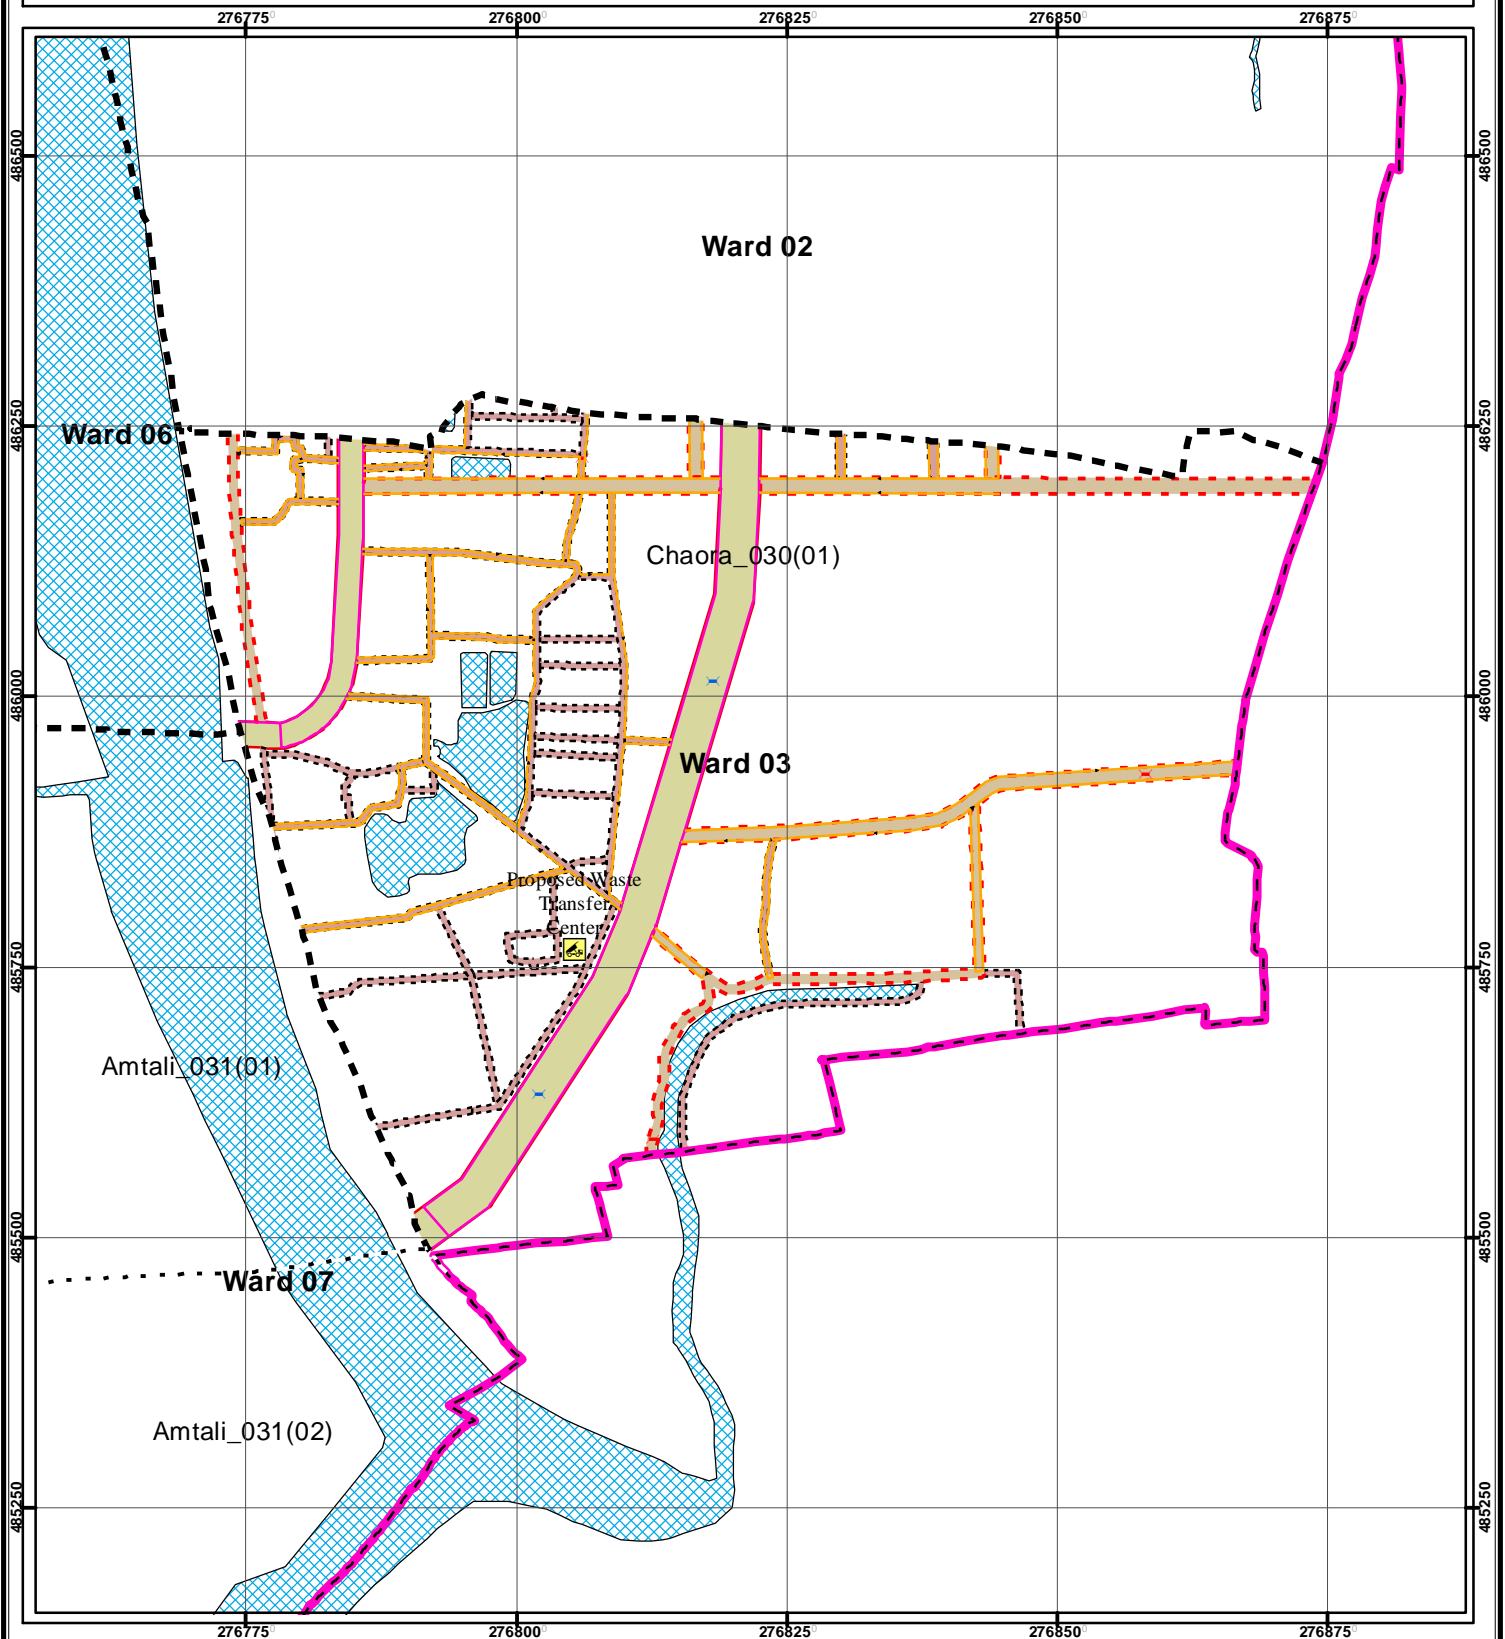 276775 276800 276825 276850 276875
486500 486500
Ward 02
486250 486250
Ward 06
Chaora_030(01)
486000 486000
Ward 03
Proposed Waste
Transfer
Center
485750 485750
Amtali_031(01)
485500 485500
Ward 07
Amtali_031(02)
485250 485250
276775 276800 276825 276850 276875